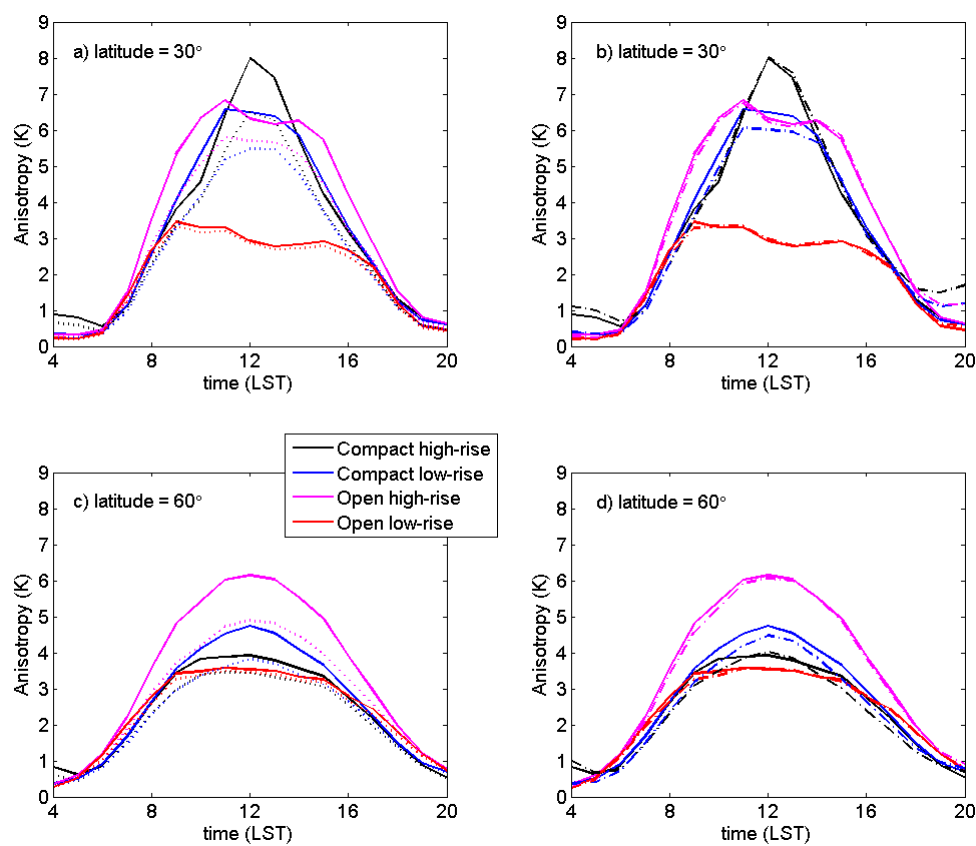 a) latitude = 30°
Anisotropy (K)
9
8
7
6
5
4
3
2
1
0
4 8 12 16 20
time (LST)
b) latitude = 30°
Anisotropy (K)
9
8
7
6
5
4
3
2
1
0
4 8 12 16 20
time (LST)
Compact high-rise
Compact low-rise
Open high-rise
Open low-rise
c) latitude = 60°
Anisotropy (K)
9
8
7
6
5
4
3
2
1
0
4 8 12 16 20
time (LST)
d) latitude = 60°
Anisotropy (K)
9
8
7
6
5
4
3
2
1
0
4 8 12 16 20
time (LST)